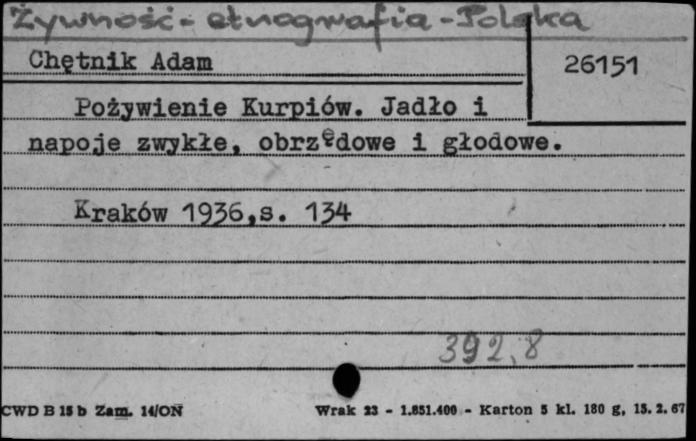 Żywność - etnografia - Polska
Chętnik Adam
26151
Pożywienie Kurpiów. Jadło i
napoje zwykłe, obrzędowe i głodowe.
Kraków 1936,s. 134
392,8
CWD B 15 b Zam. 14/ON Wrak 23 - 1.851.400 - Karton 5 kl. 180 g, 15. 2. 67